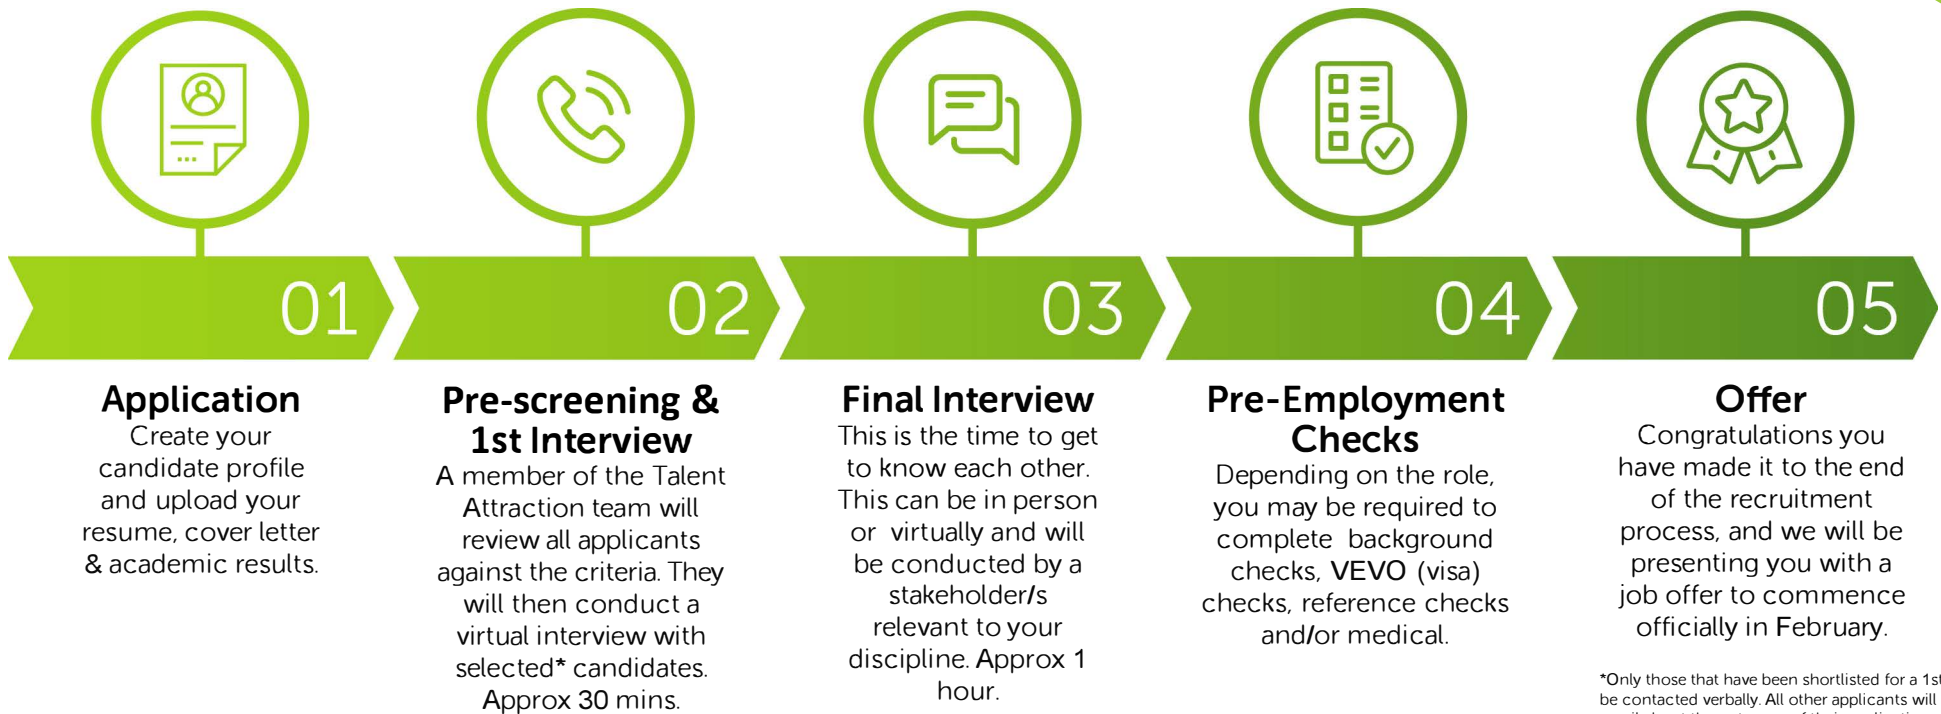 01
02
03
04
05
Application
Create your
candidate profile
and upload your
resume, cover letter
& academic results.
Pre-screening &
1st Interview
A member of the Talent
Attraction team will
review all applicants
against the criteria. They
will then conduct a
virtual interview with
selected* candidates.
Approx 30 mins.
Final Interview
This is the time to get
to know each other.
This can be in person
or virtually and will
be conducted by a
stakeholder/s
relevant to your
discipline. Approx 1
hour.
Pre-Employment
Checks
Depending on the role,
you may be required to
complete background
checks, VEVO (visa)
checks, reference checks
and/or medical.
Offer
Congratulations you
have made it to the end
of the recruitment
process, and we will be
presenting you with a
job offer to commence
officially in February.
*Only those that have been shortlisted for a 1st
be contacted verbally. All other applicants will